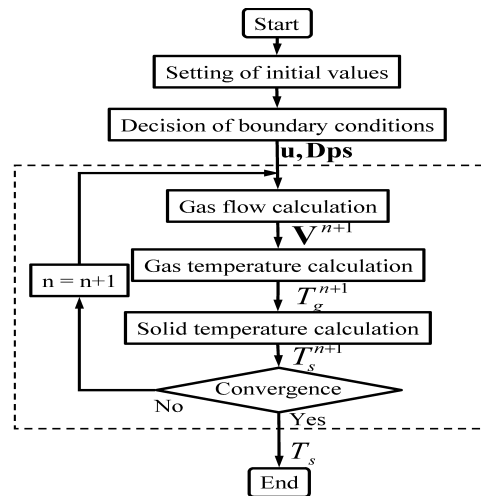 Start
Setting of initial values
Decision of boundary conditions
u, Dps
Gas flow calculation
V^{n+1}
Gas temperature calculation
n = n+1
T_g^{n+1}
Solid temperature calculation
T_s^{n+1}
Convergence
No
Yes
T_s
End